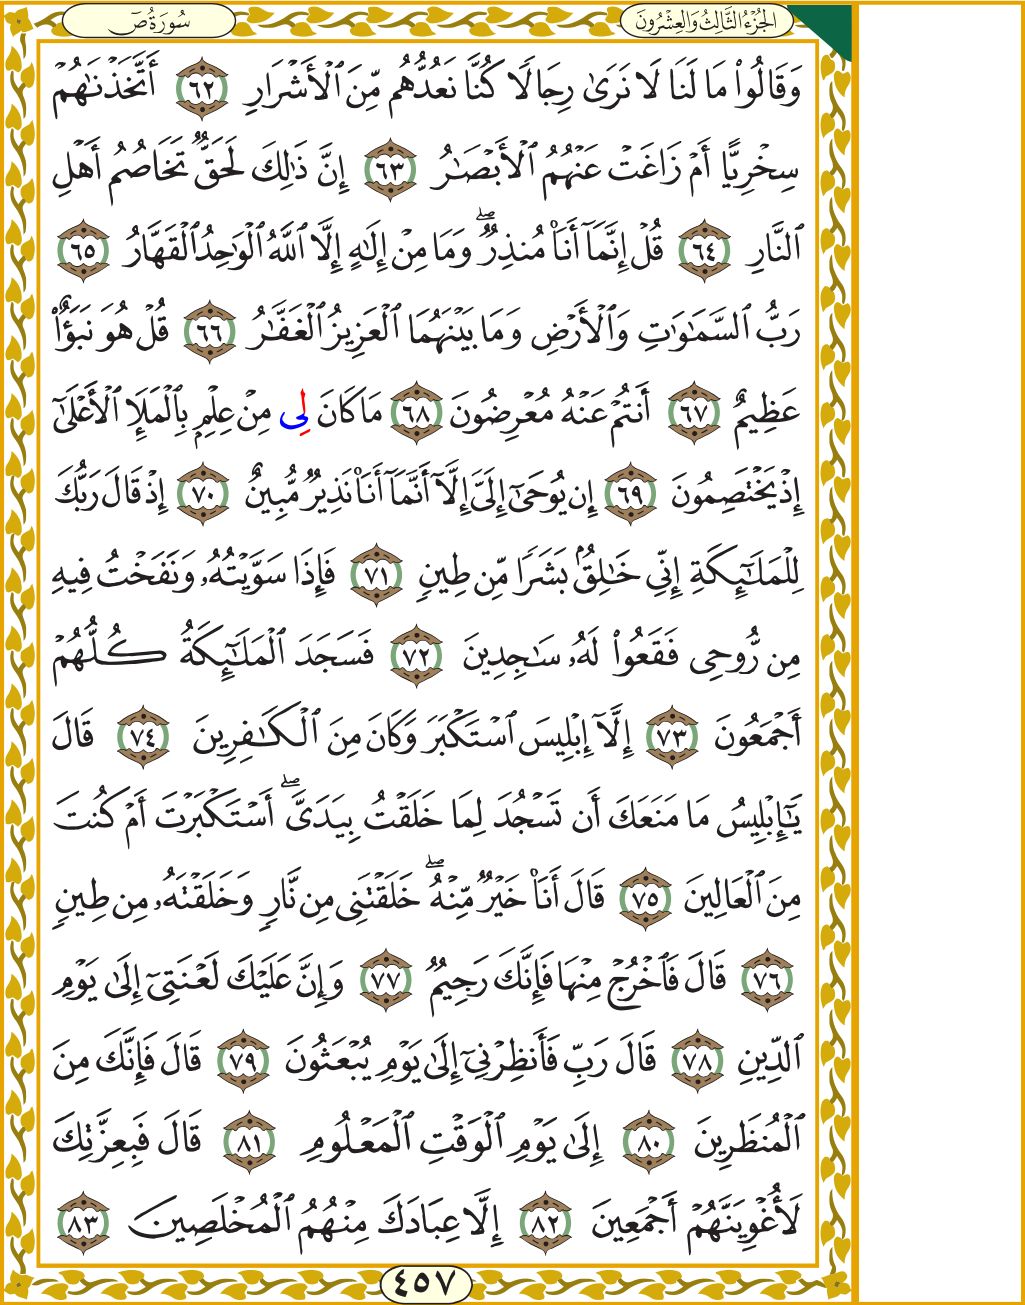 الجُزْءُ الثَّالِثُ وَالعِشْرُونَ
سُورَةُ صٓ
وَقَالُوا۟ مَا لَنَا لَا نَرَىٰ رِجَالًۭا كُنَّا نَعُدُّهُم مِّنَ ٱلْأَشْرَارِ ٦٢ أَتَّخَذْنَـٰهُمْ
سِخْرِيًّا أَمْ زَاغَتْ عَنْهُمُ ٱلْأَبْصَـٰرُ ٦٣ إِنَّ ذَٰلِكَ لَحَقٌّۭ تَخَاصُمُ أَهْلِ
ٱلنَّارِ ٦٤ قُلْ إِنَّمَآ أَنَا۠ مُنذِرٌۭ ۖ وَمَا مِنْ إِلَـٰهٍ إِلَّا ٱللَّهُ ٱلْوَٰحِدُ ٱلْقَهَّارُ ٦٥
رَبُّ ٱلسَّمَـٰوَٰتِ وَٱلْأَرْضِ وَمَا بَيْنَهُمَا ٱلْعَزِيزُ ٱلْغَفَّـٰرُ ٦٦ قُلْ هُوَ نَبَؤٌا۟
عَظِيمٌ ٦٧ أَنتُمْ عَنْهُ مُعْرِضُونَ ٦٨ مَا كَانَ لِى مِنْ عِلْمٍۭ بِٱلْمَلَإِ ٱلْأَعْلَىٰٓ
إِذْ يَخْتَصِمُونَ ٦٩ إِن يُوحَىٰٓ إِلَىَّ إِلَّآ أَنَّمَآ أَنَا۠ نَذِيرٌۭ مُّبِينٌ ٧٠ إِذْ قَالَ رَبُّكَ
لِلْمَلَـٰٓئِكَةِ إِنِّى خَـٰلِقٌۢ بَشَرًۭا مِّن طِينٍۢ ٧١ فَإِذَا سَوَّيْتُهُۥ وَنَفَخْتُ فِيهِ
مِن رُّوحِى فَقَعُوا۟ لَهُۥ سَـٰجِدِينَ ٧٢ فَسَجَدَ ٱلْمَلَـٰٓئِكَةُ كُلُّهُمْ
أَجْمَعُونَ ٧٣ إِلَّآ إِبْلِيسَ ٱسْتَكْبَرَ وَكَانَ مِنَ ٱلْكَـٰفِرِينَ ٧٤ قَالَ
يَـٰٓإِبْلِيسُ مَا مَنَعَكَ أَن تَسْجُدَ لِمَا خَلَقْتُ بِيَدَىَّ ۖ أَسْتَكْبَرْتَ أَمْ كُنتَ
مِنَ ٱلْعَالِينَ ٧٥ قَالَ أَنَا۠ خَيْرٌۭ مِّنْهُ ۖ خَلَقْتَنِى مِن نَّارٍۢ وَخَلَقْتَهُۥ مِن طِينٍۢ
٧٦ قَالَ فَٱخْرُجْ مِنْهَا فَإِنَّكَ رَجِيمٌۭ ٧٧ وَإِنَّ عَلَيْكَ لَعْنَتِىٓ إِلَىٰ يَوْمِ
ٱلدِّينِ ٧٨ قَالَ رَبِّ فَأَنظِرْنِىٓ إِلَىٰ يَوْمِ يُبْعَثُونَ ٧٩ قَالَ فَإِنَّكَ مِنَ
ٱلْمُنظَرِينَ ٨٠ إِلَىٰ يَوْمِ ٱلْوَقْتِ ٱلْمَعْلُومِ ٨١ قَالَ فَبِعِزَّتِكَ
لَأُغْوِيَنَّهُمْ أَجْمَعِينَ ٨٢ إِلَّا عِبَادَكَ مِنْهُمُ ٱلْمُخْلَصِينَ ٨٣
٤٥٧